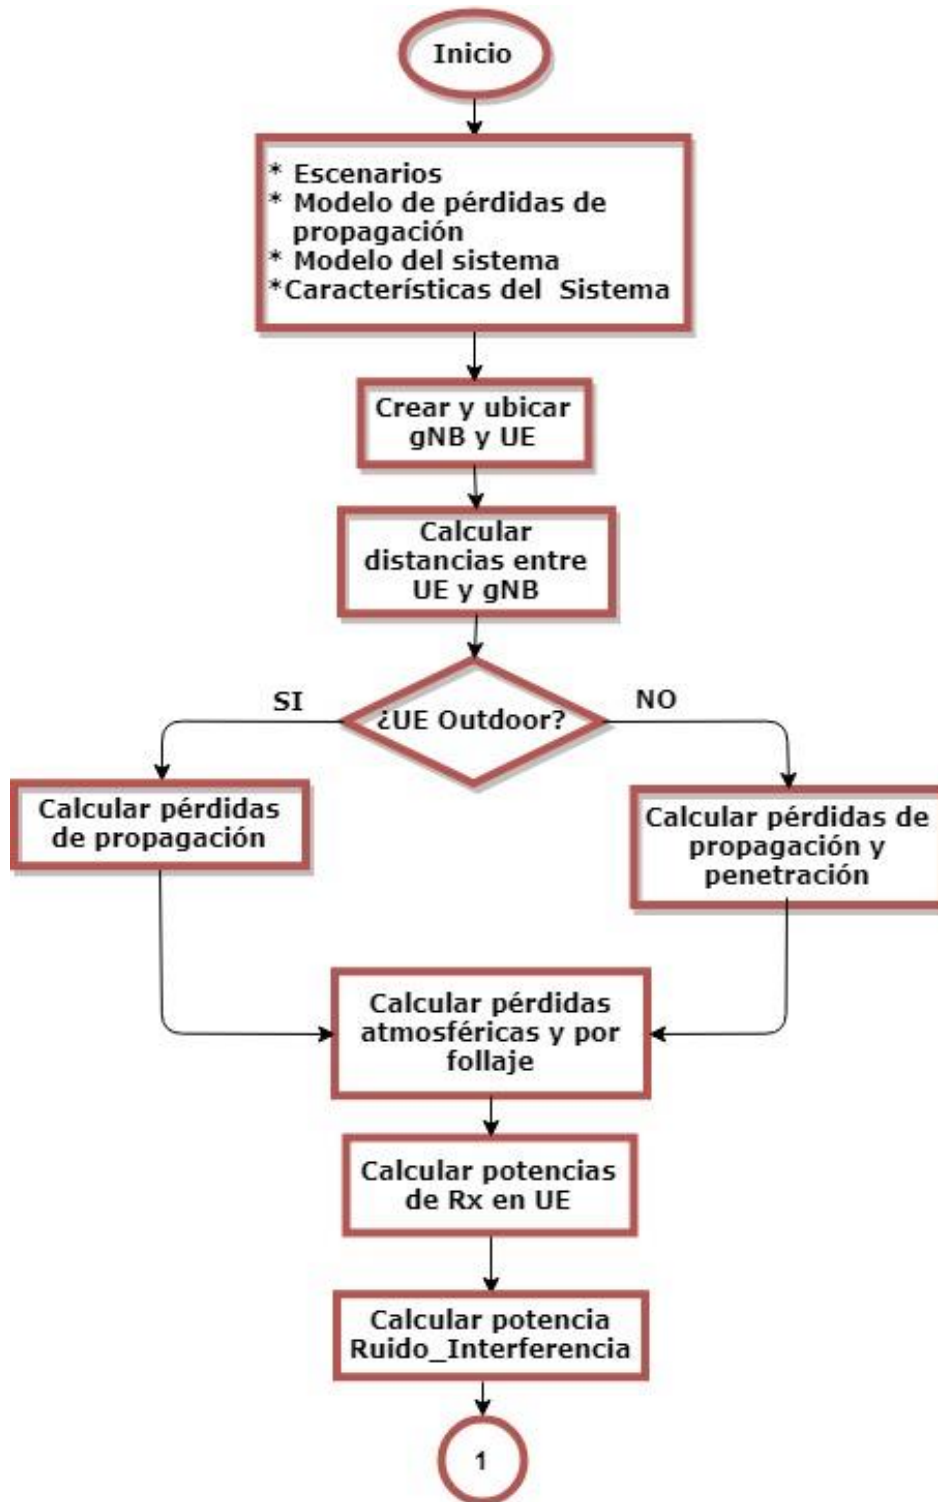 Inicio
* Escenarios
* Modelo de pérdidas de
propagación
* Modelo del sistema
*Características del Sistema
Crear y ubicar
gNB y UE
Calcular
distancias entre
UE y gNB
¿UE Outdoor?
SI
NO
Calcular pérdidas
de propagación
Calcular pérdidas de
propagación y
penetración
Calcular pérdidas
atmosféricas y por
follaje
Calcular potencias
de Rx en UE
Calcular potencia
Ruido_Interferencia
1